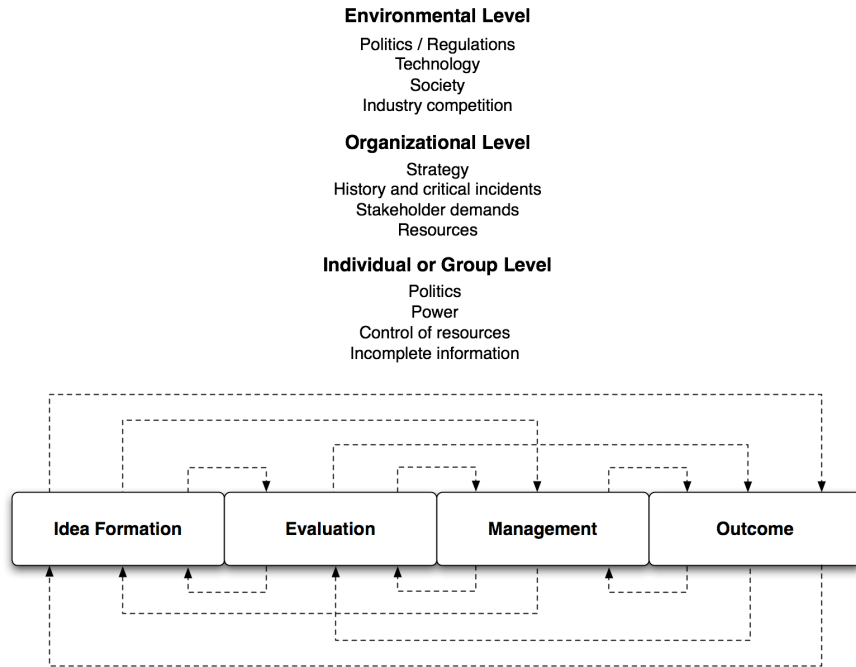 Environmental Level
Politics / Regulations
Technology
Society
Industry competition
Organizational Level
Strategy
History and critical incidents
Stakeholder demands
Resources
Individual or Group Level
Politics
Power
Control of resources
Incomplete information
Idea Formation
Evaluation
Management
Outcome